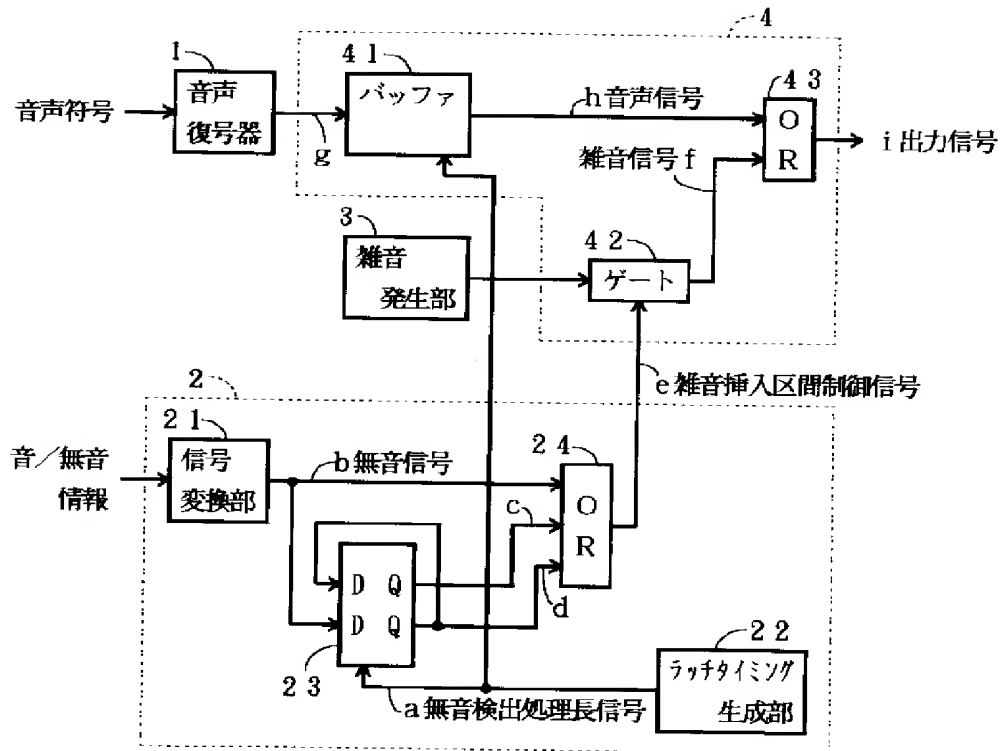 4
1
4 1
4 3
音声符号
音声
復号器
g
バッファ
h音声信号
O
R
i 出力信号
雑音信号f
3
雑音
発生部
4 2
ゲート
e雑音挿入区間制御信号
2
2 1
音／無音
情報
信号
変換部
b無音信号
2 4
O
R
c
d
D Q
D Q
2 3
a無音検出処理長信号
2 2
ラッチタイミング
生成部